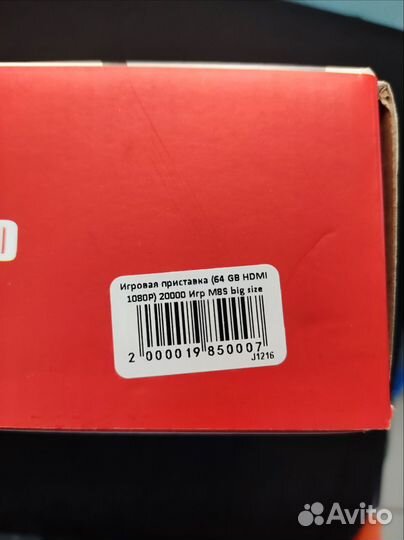 Игровая приставка (64 GB HDMI
1080P) 20000 Игр M8S big size
2 000019 850007
J1216
Avito